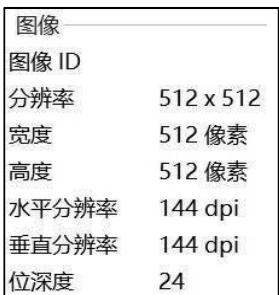 图像
图像 ID
分辨率 512 x 512
宽度 512 像素
高度 512 像素
水平分辨率 144 dpi
垂直分辨率 144 dpi
位深度 24